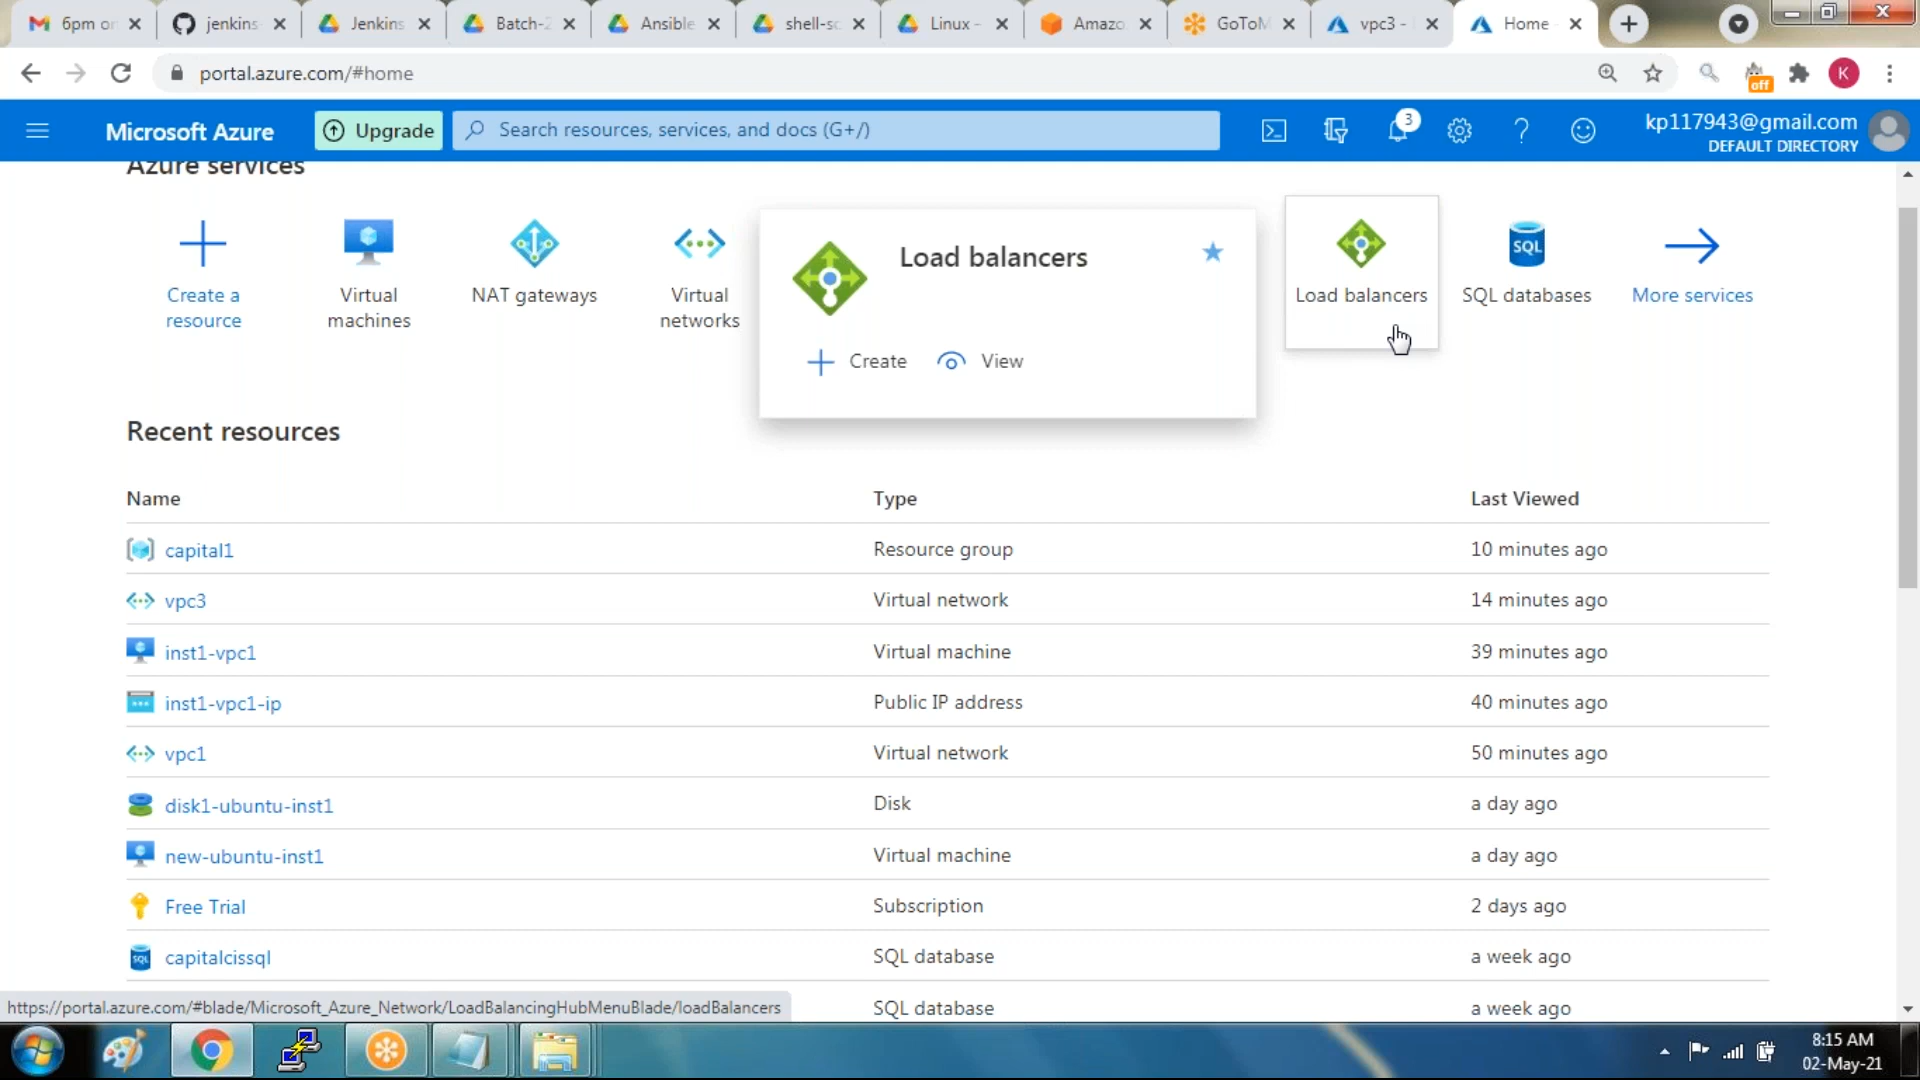 6pm on
jenkins
Jenkins
Batch-2
Ansible
shell-sc
Linux -
Amazo
GoToM
vpc3 -
Home -
portal.azure.com/#home
off
K
Microsoft Azure
Upgrade
Search resources, services, and docs (G+/)
3
kp117943@gmail.com
DEFAULT DIRECTORY
Azure services
Create a
resource
Virtual
machines
NAT gateways
Virtual
networks
Load balancers
Create
View
Load balancers
SQL
SQL databases
More services
Recent resources
Name Type Last Viewed
capital1 Resource group 10 minutes ago
vpc3 Virtual network 14 minutes ago
inst1-vpc1 Virtual machine 39 minutes ago
inst1-vpc1-ip Public IP address 40 minutes ago
vpc1 Virtual network 50 minutes ago
disk1-ubuntu-inst1 Disk a day ago
new-ubuntu-inst1 Virtual machine a day ago
Free Trial Subscription 2 days ago
SQL capitalcissql SQL database a week ago
SQL database a week ago
https://portal.azure.com/#blade/Microsoft_Azure_Network/LoadBalancingHubMenuBlade/loadBalancers
8:15 AM
02-May-21